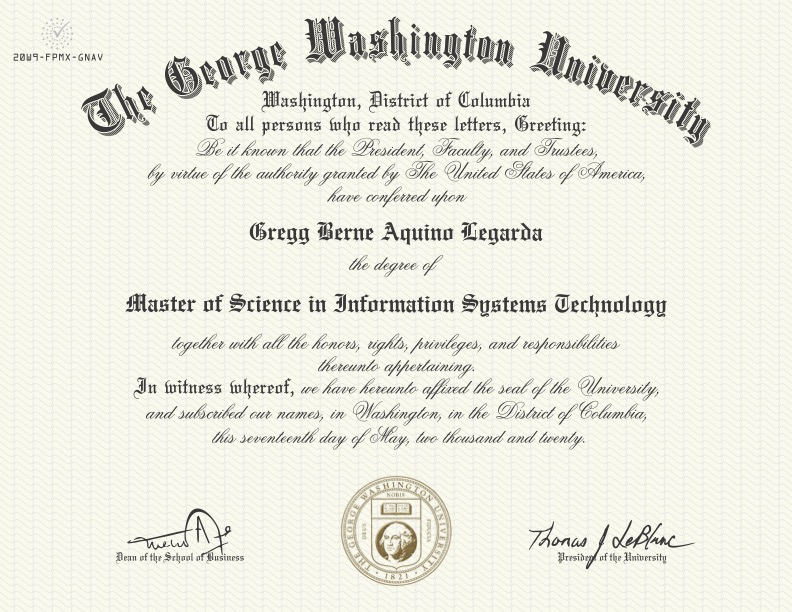 20W9-FPMX-GNAV
The George Washington University
Washington, District of Columbia
To all persons who read these letters, Greeting:
Be it known that the President, Faculty, and Trustees,
by virtue of the authority granted by The United States of America,
have conferred upon
Gregg Berne Aquino Legarda
the degree of
Master of Science in Information Systems Technology
together with all the honors, rights, privileges, and responsibilities
thereunto appertaining.
In witness whereof, we have hereunto affixed the seal of the University,
and subscribed our names, in Washington, in the District of Columbia,
this seventeenth day of May, two thousand and twenty.
THE GEORGE WASHINGTON UNIVERSITY
NOBIS
DEUS
FIDUCIA
1821
Dean of the School of Business
Thomas J LeBlanc
President of the University